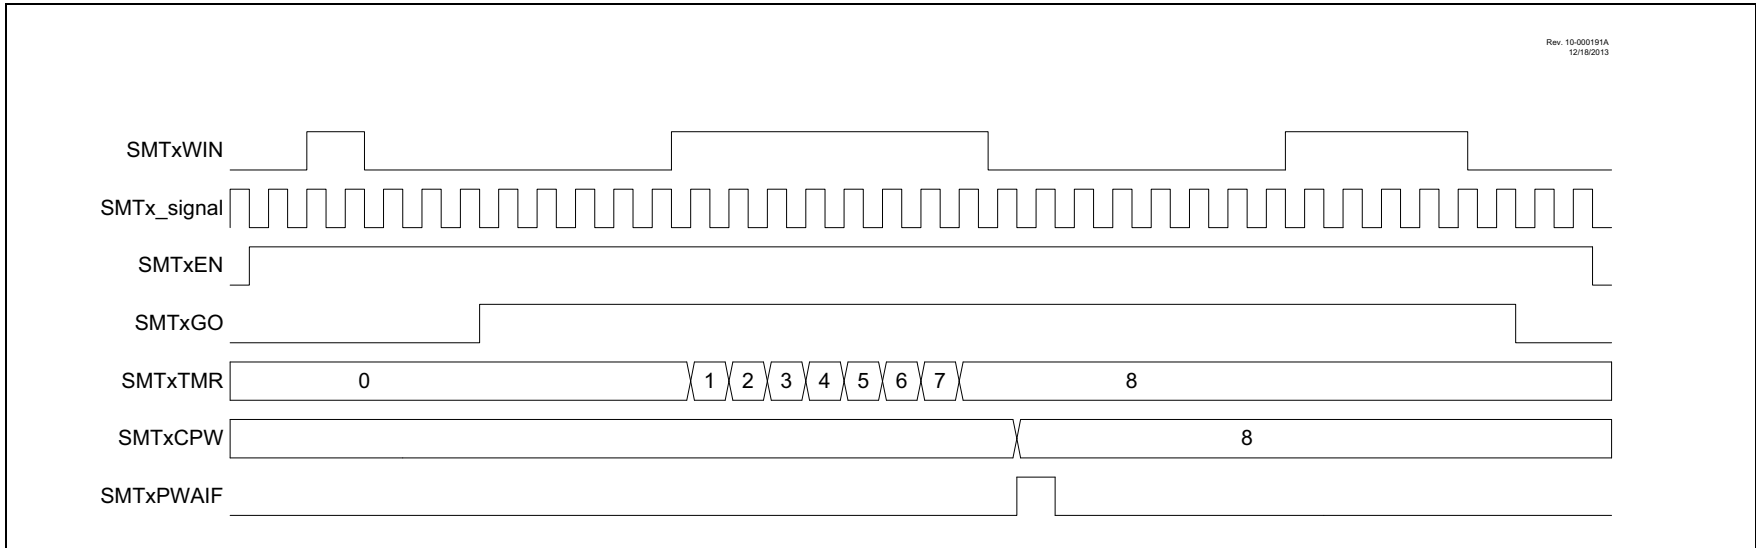 Rev. 10-000191A
12/18/2013
SMTxWIN
SMTx_signal
SMTxEN
SMTxGO
SMTxTMR 0 1 2 3 4 5 6 7 8
SMTxCPW 8
SMTxPWAIF